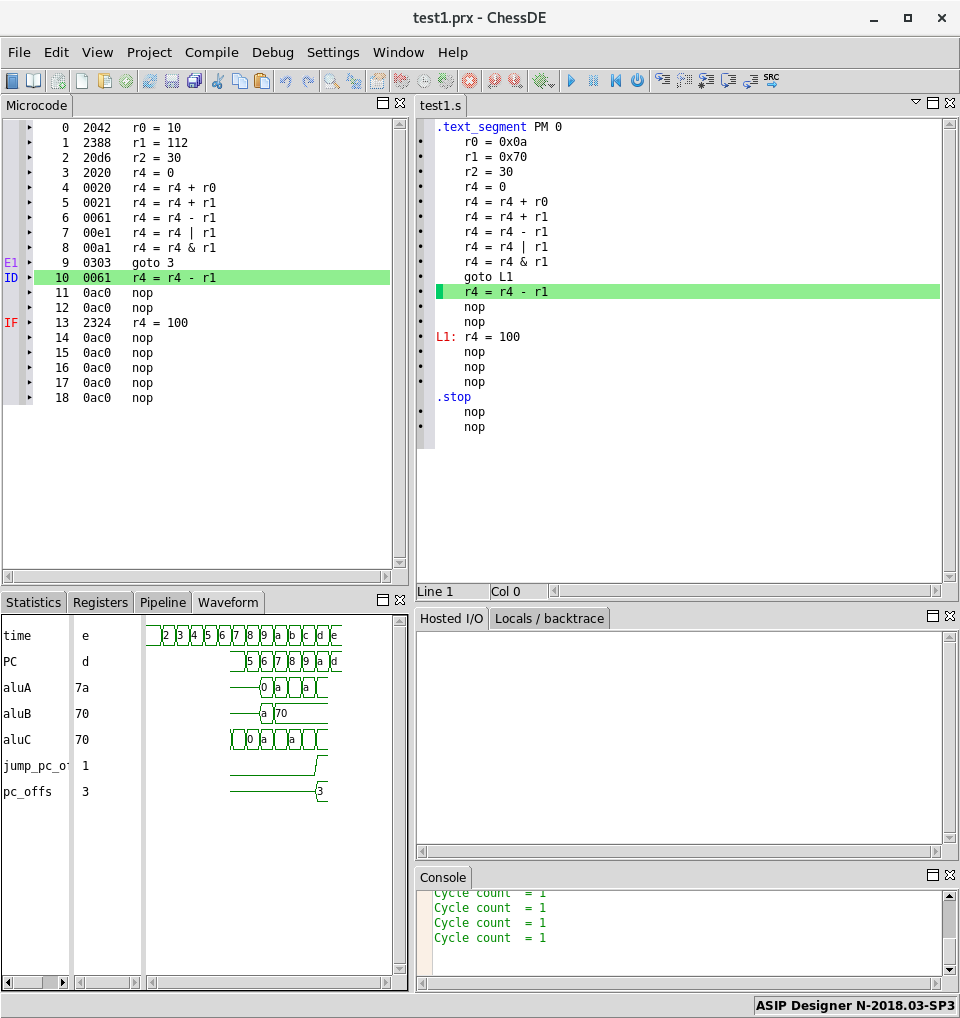 test1.prx - ChessDE
File Edit View Project Compile Debug Settings Window Help
SRC
Microcode
0 2042 r0 = 10
1 2388 r1 = 112
2 20d6 r2 = 30
3 2020 r4 = 0
4 0020 r4 = r4 + r0
5 0021 r4 = r4 + r1
6 0061 r4 = r4 - r1
7 00e1 r4 = r4 | r1
8 00a1 r4 = r4 & r1
E1 9 0303 goto 3
ID 10 0061 r4 = r4 - r1
11 0ac0 nop
12 0ac0 nop
IF 13 2324 r4 = 100
14 0ac0 nop
15 0ac0 nop
16 0ac0 nop
17 0ac0 nop
18 0ac0 nop
test1.s
.text_segment PM 0
r0 = 0x0a
r1 = 0x70
r2 = 30
r4 = 0
r4 = r4 + r0
r4 = r4 + r1
r4 = r4 - r1
r4 = r4 | r1
r4 = r4 & r1
goto L1
r4 = r4 - r1
nop
nop
L1: r4 = 100
nop
nop
nop
.stop
nop
nop
Line 1 Col 0
Statistics Registers Pipeline Waveform
time e 2 3 4 5 6 7 8 9 a b c d e
PC d 5 6 7 8 9 a d
aluA 7a 0 a a
aluB 70 a 70
aluC 70 0 a a
jump_pc_o 1
pc_offs 3 3
Hosted I/O Locals / backtrace
Console
Cycle count = 1
Cycle count = 1
Cycle count = 1
Cycle count = 1
ASIP Designer N-2018.03-SP3